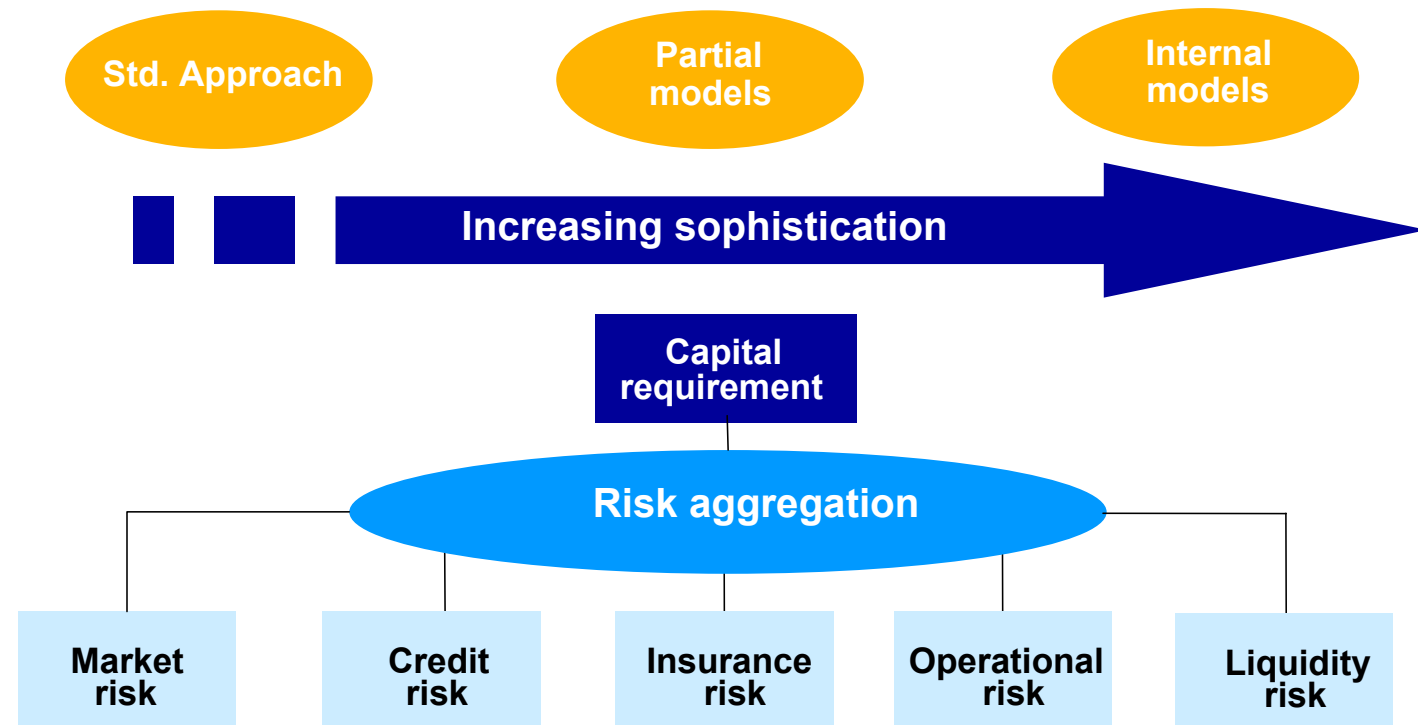 Std. Approach
Partial
models
Internal
models
Increasing sophistication
Capital
requirement
Risk aggregation
Market
risk
Credit
risk
Insurance
risk
Operational
risk
Liquidity
risk